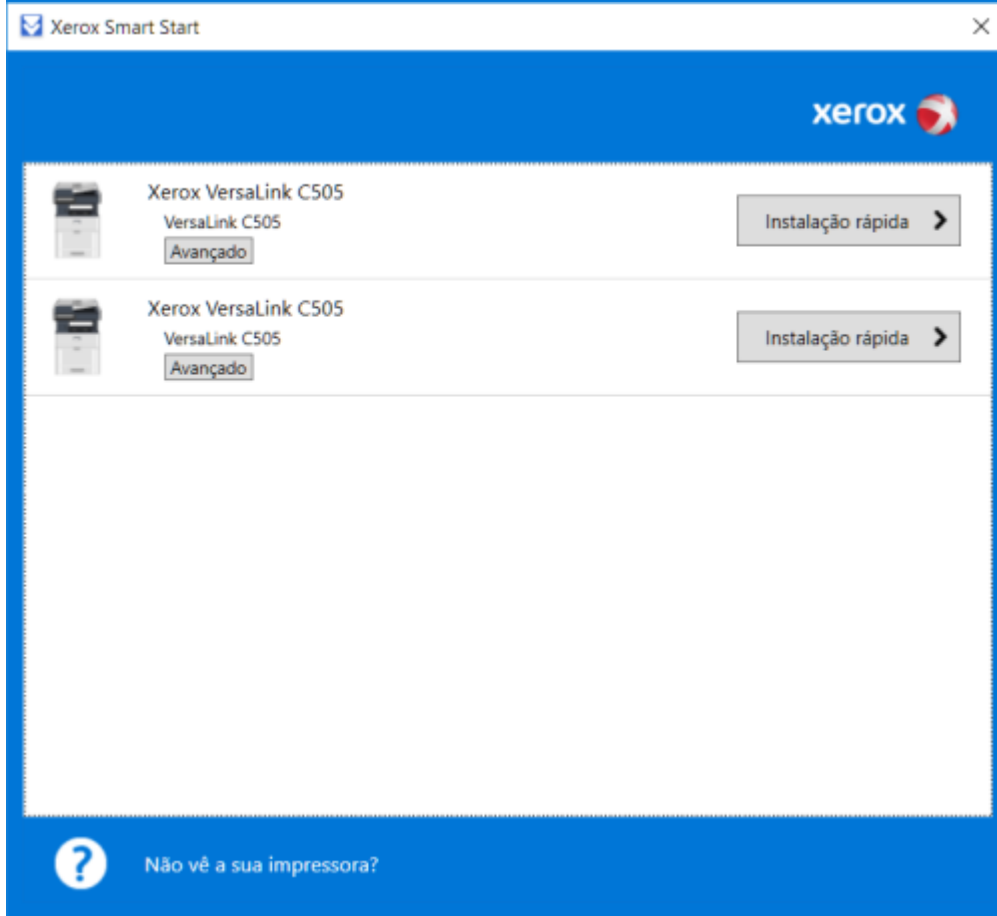 Xerox Smart Start
xerox
Xerox VersaLink C505
VersaLink C505
Avançado
Instalação rápida
Xerox VersaLink C505
VersaLink C505
Avançado
Instalação rápida
?
Não vê a sua impressora?